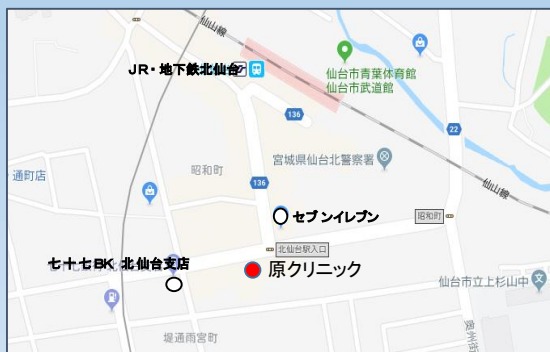 仙山線
JR・地下鉄北仙台
仙台市青葉体育館
仙台市武道館
136
22
宮城県仙台北警察署
昭和町
通町店
136
仙山線
セブンイレブン
昭和町
北仙台駅入口
七十七BK 北仙台支店
原クリニック
仙台市立上杉山中
堤通雨宮町
奥州街